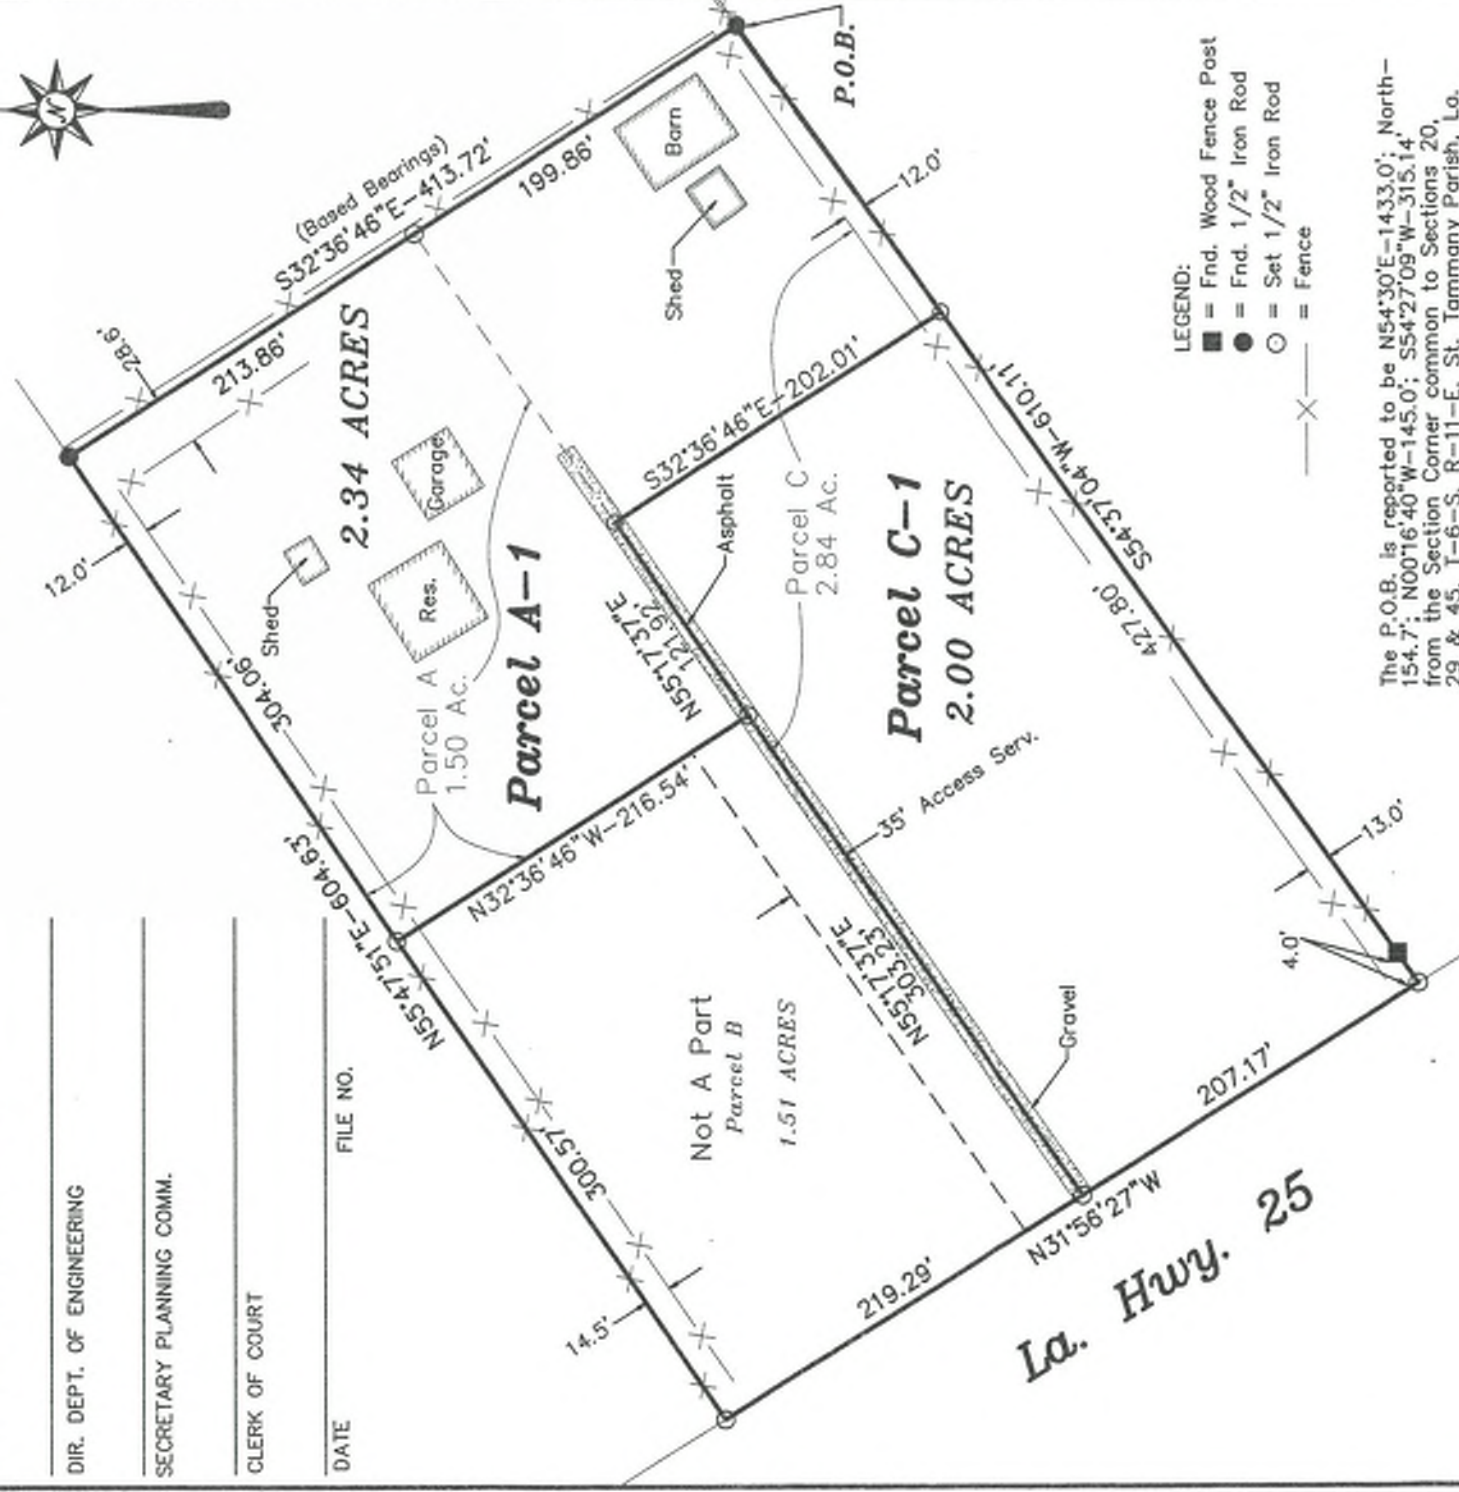 DIR. DEPT. OF ENGINEERING
SECRETARY PLANNING COMM.
CLERK OF COURT
DATE
FILE NO.
N
(Based Bearings)
S32°36'46"E-413.72'
28.6'
213.86'
199.86'
Barn
Shed
P.O.B.
12.0'
12.0'
Shed
Garage
Res.
2.34 ACRES
Parcel A-1
Parcel A
1.50 Ac.
304.06'
N55°47'51"E-604.63'
300.57'
14.5'
N32°36'46"W-216.54'
N55°17'37"E
121.92'
S32°36'46"E-202.01'
Asphalt
Parcel C
2.84 Ac.
Parcel C-1
2.00 ACRES
S54°37'04"W-610.11'
427.80'
35' Access Serv.
N55°17'37"E
303.23'
Not A Part
Parcel B
1.51 ACRES
Gravel
4.0'
13.0'
207.17'
219.29'
N31°56'27"W
La. Hwy. 25
LEGEND:
= Fnd. Wood Fence Post
= Fnd. 1/2" Iron Rod
= Set 1/2" Iron Rod
= Fence
The P.O.B. is reported to be N54°30'E-1433.0'; North-
154.7'; N00°16'40"W-145.0'; S54°27'09"W-315.14'
from the Section Corner common to Sections 20,
29 & 45, T-6-S, R-11-E, St. Tammany Parish, La.